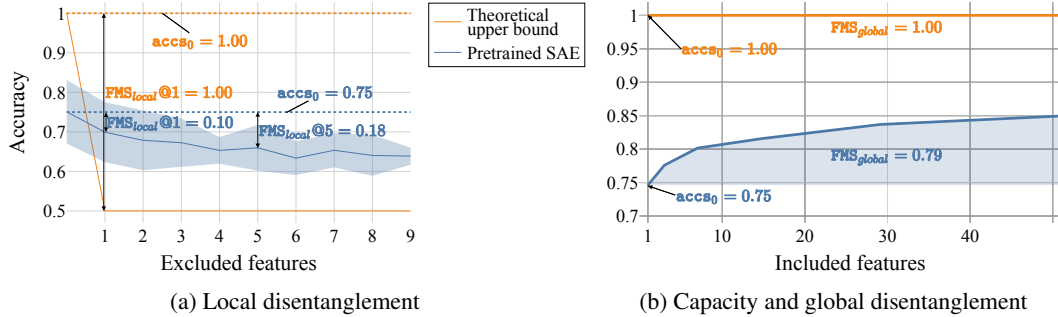 1
0.9
0.8
0.7
0.6
0.5
Accuracy
accs₀ = 1.00
FMS_local@1 = 1.00
accs₀ = 0.75
FMS_local@1 = 0.10
FMS_local@5 = 0.18
1 2 3 4 5 6 7 8 9
Excluded features
(a) Local disentanglement
Theoretical
upper bound
Pretrained SAE
1
0.95
0.9
0.85
0.8
0.75
0.7
FMS_global = 1.00
accs₀ = 1.00
FMS_global = 0.79
accs₀ = 0.75
1 10 20 30 40
Included features
(b) Capacity and global disentanglement